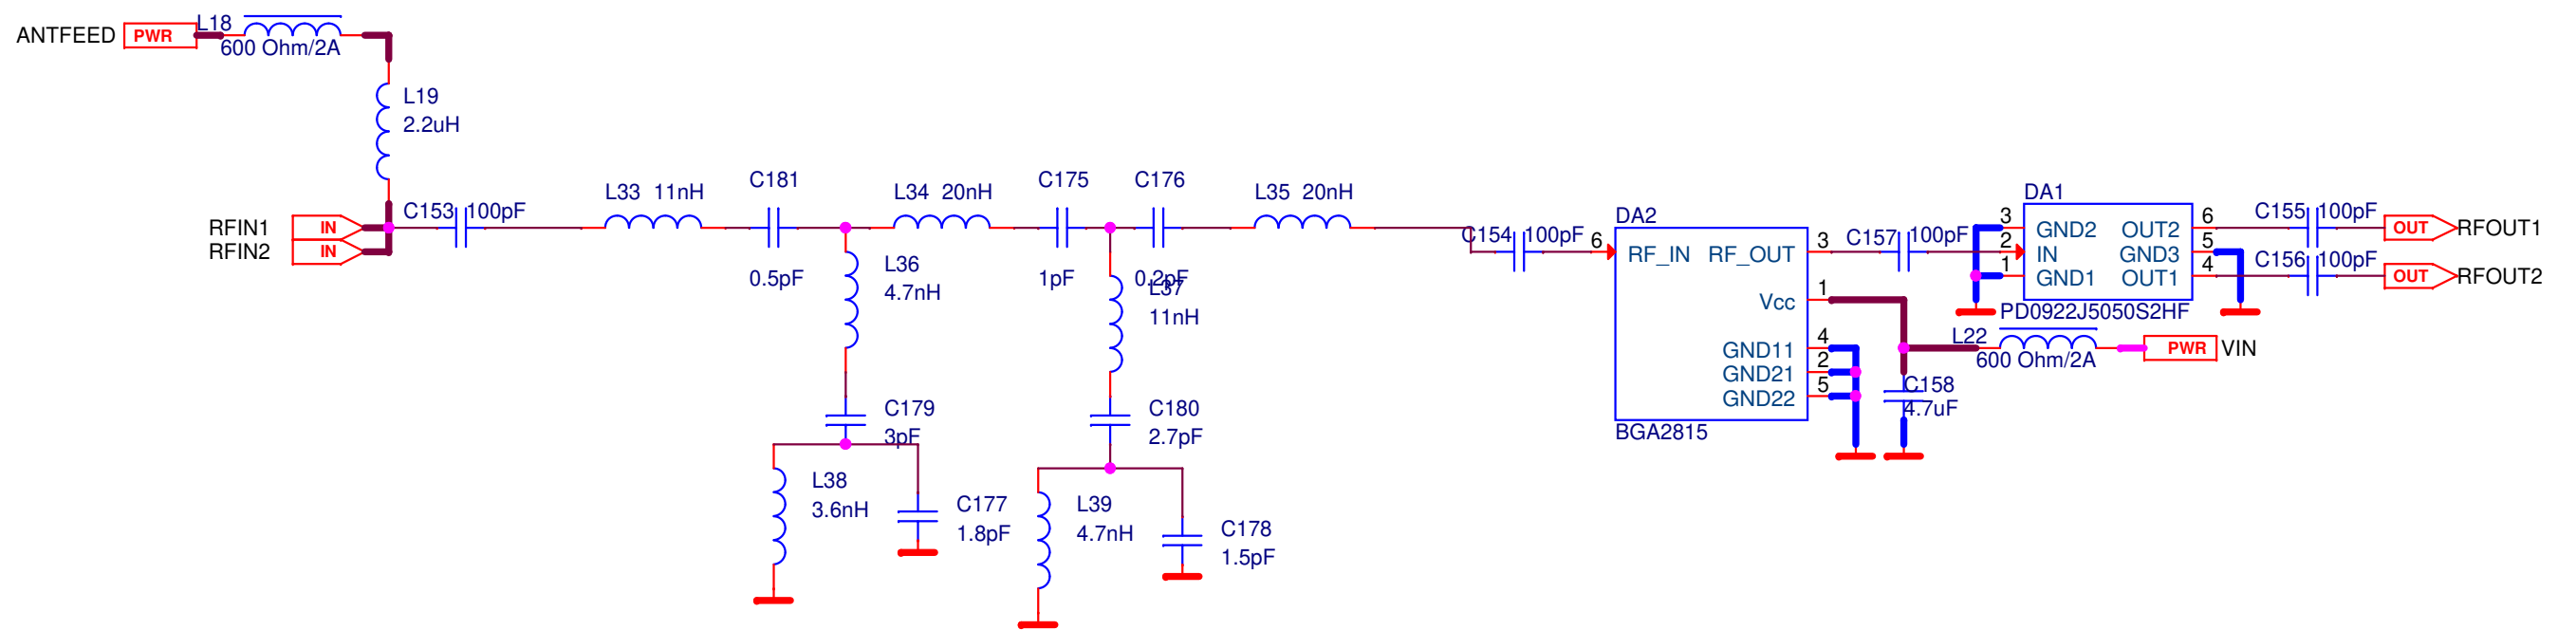 ANTFEED PWR L18
600 Ohm/2A
L19
2.2uH
RFIN1 IN
RFIN2 IN
C153 100pF
L33 11nH
C181
0.5pF
L34 20nH
C175
1pF
C176
0.2pF
L35 20nH
L36
4.7nH
L37
11nH
C179
3pF
C180
2.7pF
L38
3.6nH
C177
1.8pF
L39
4.7nH
C178
1.5pF
C154 100pF
DA2
6 RF_IN RF_OUT 3
Vcc 1
GND11 4
GND21 2
GND22 5
BGA2815
C157 100pF
DA1
3 GND2 OUT2 6
2 IN GND3 5
1 GND1 OUT1 4
PD0922J5050S2HF
C155 100pF OUT RFOUT1
C156 100pF OUT RFOUT2
L22
600 Ohm/2A
PWR VIN
C158
4.7uF